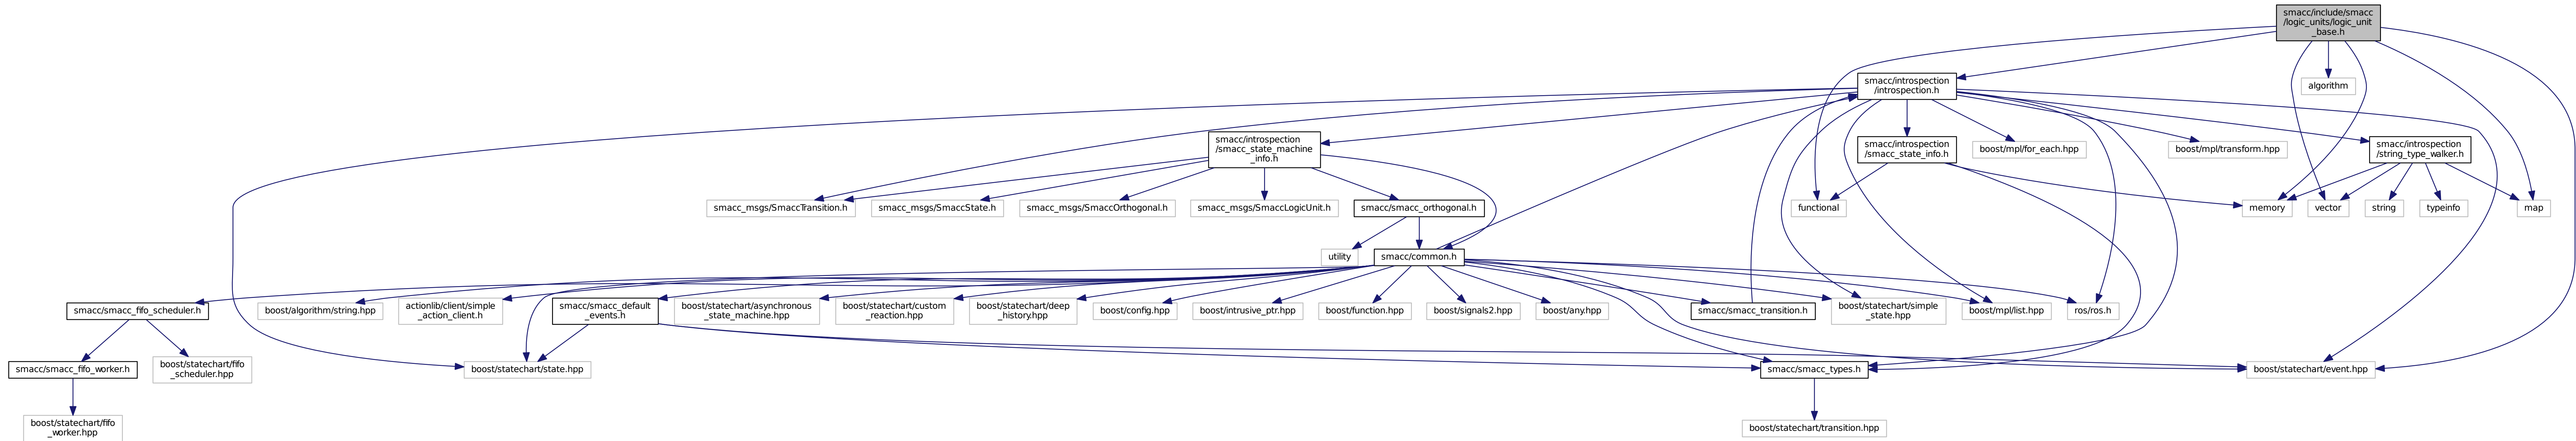 smacc/include/smacc
/logic_units/logic_unit
_base.h
smacc/introspection
/introspection.h
algorithm
smacc/introspection
/smacc_state_machine
_info.h
smacc/introspection
/smacc_state_info.h
boost/mpl/for_each.hpp
boost/mpl/transform.hpp
smacc/introspection
/string_type_walker.h
smacc_msgs/SmaccTransition.h
smacc_msgs/SmaccState.h
smacc_msgs/SmaccOrthogonal.h
smacc_msgs/SmaccLogicUnit.h
smacc/smacc_orthogonal.h
functional
memory
vector
string
typeinfo
map
utility
smacc/common.h
smacc/smacc_fifo_scheduler.h
boost/algorithm/string.hpp
actionlib/client/simple
_action_client.h
smacc/smacc_default
_events.h
boost/statechart/asynchronous
_state_machine.hpp
boost/statechart/custom
_reaction.hpp
boost/statechart/deep
_history.hpp
boost/config.hpp
boost/intrusive_ptr.hpp
boost/function.hpp
boost/signals2.hpp
boost/any.hpp
smacc/smacc_transition.h
boost/statechart/simple
_state.hpp
boost/mpl/list.hpp
ros/ros.h
smacc/smacc_fifo_worker.h
boost/statechart/fifo
_scheduler.hpp
boost/statechart/state.hpp
smacc/smacc_types.h
boost/statechart/event.hpp
boost/statechart/fifo
_worker.hpp
boost/statechart/transition.hpp